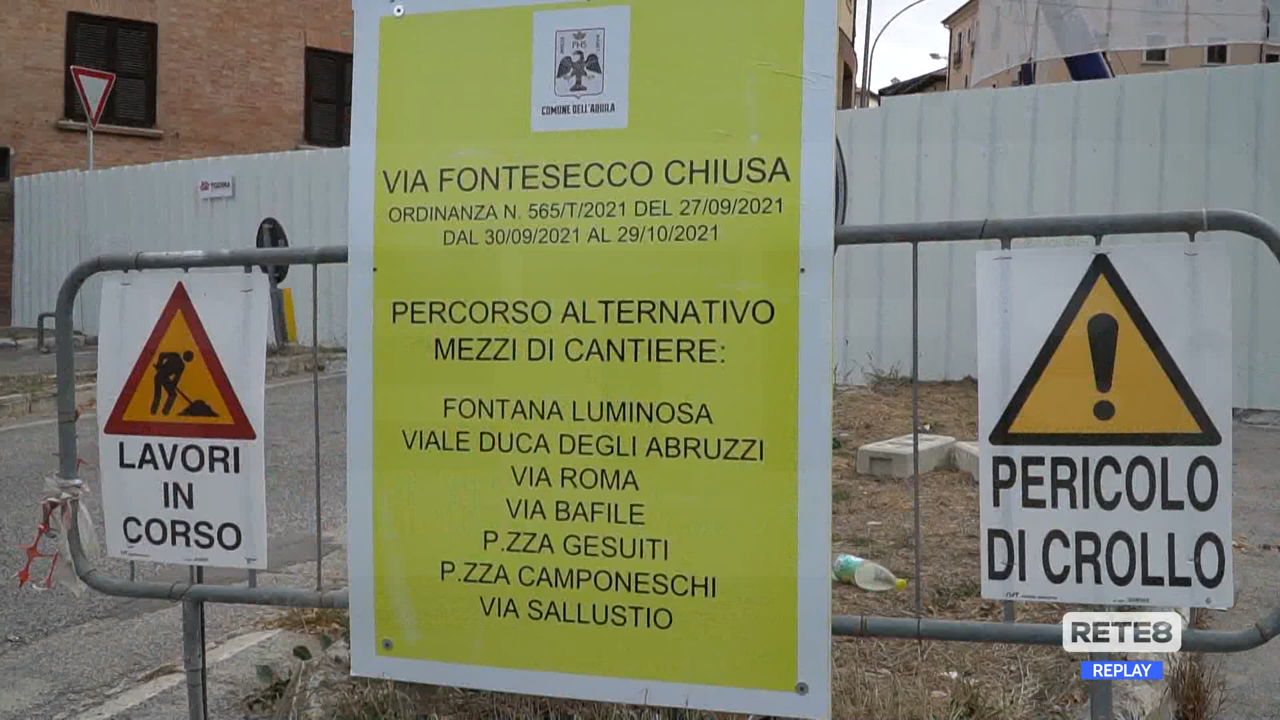 PHS
COMUNE DELL'AQUILA
VIA FONTESECCO CHIUSA
ORDINANZA N. 565/T/2021 DEL 27/09/2021
DAL 30/09/2021 AL 29/10/2021
PERCORSO ALTERNATIVO
MEZZI DI CANTIERE:
FONTANA LUMINOSA
VIALE DUCA DEGLI ABRUZZI
VIA ROMA
VIA BAFILE
P.ZZA GESUITI
P.ZZA CAMPONESCHI
VIA SALLUSTIO
LAVORI
IN
CORSO
PERICOLO
DI CROLLO
RETE8
REPLAY